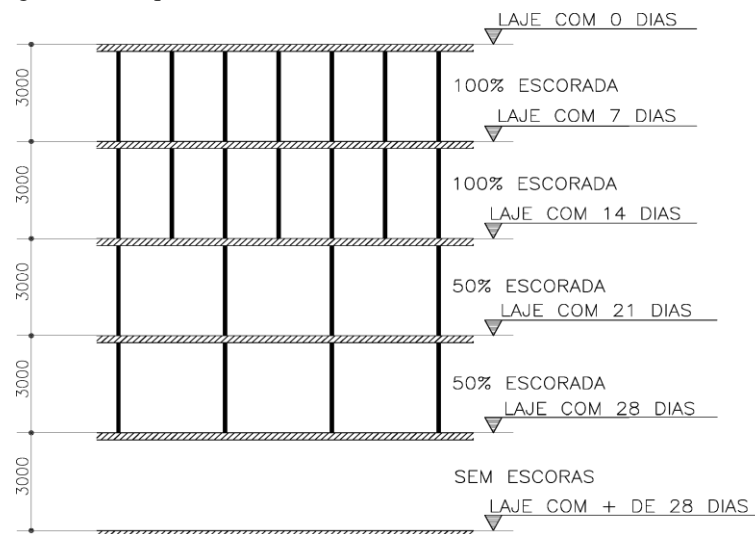 LAJE COM 0 DIAS
3000
100% ESCORADA
LAJE COM 7 DIAS
3000
100% ESCORADA
LAJE COM 14 DIAS
3000
50% ESCORADA
LAJE COM 21 DIAS
3000
50% ESCORADA
LAJE COM 28 DIAS
3000
SEM ESCORAS
LAJE COM + DE 28 DIAS